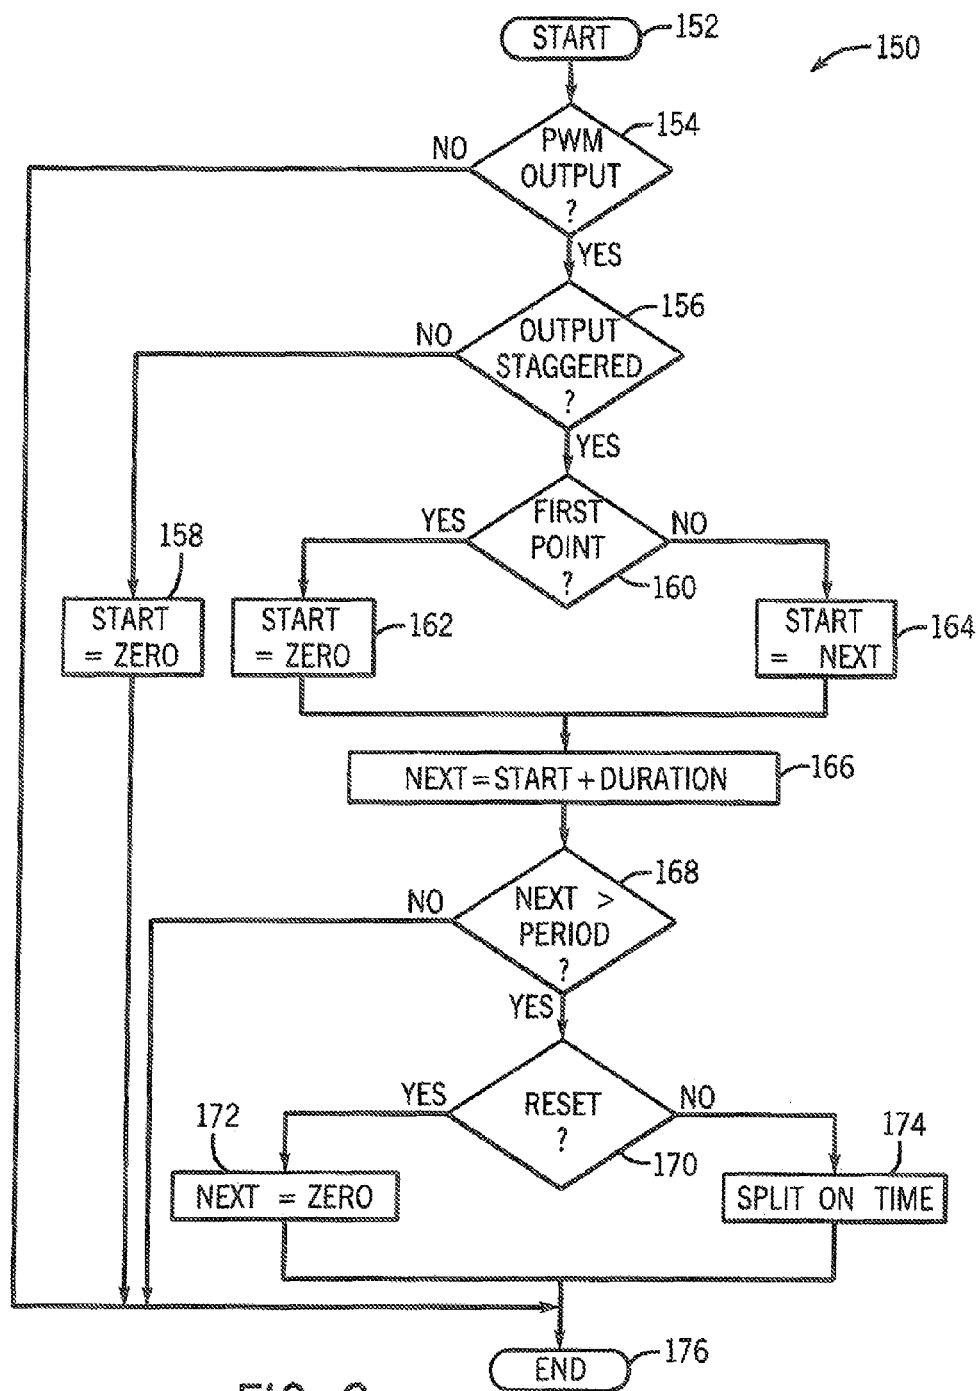 START
152
150
154
PWM
OUTPUT
?
NO
YES
156
OUTPUT
STAGGERED
?
NO
YES
FIRST
POINT
?
YES
NO
160
158
START
= ZERO
START
= ZERO
162
START
= NEXT
164
NEXT = START + DURATION
166
168
NEXT >
PERIOD
?
NO
YES
RESET
?
YES
NO
170
172
NEXT = ZERO
174
SPLIT ON TIME
END
176